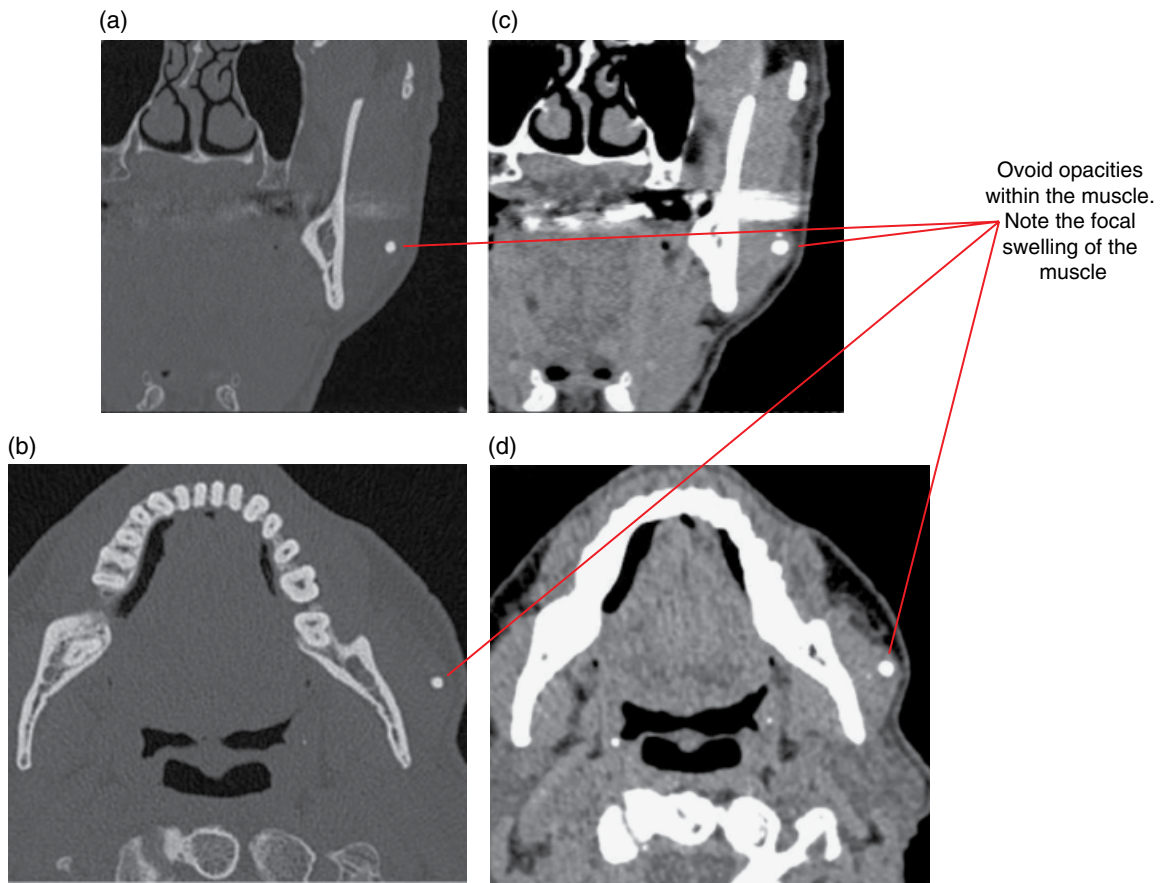 (a)
(c)
Ovoid opacities
within the muscle.
Note the focal
swelling of the
muscle
(b)
(d)